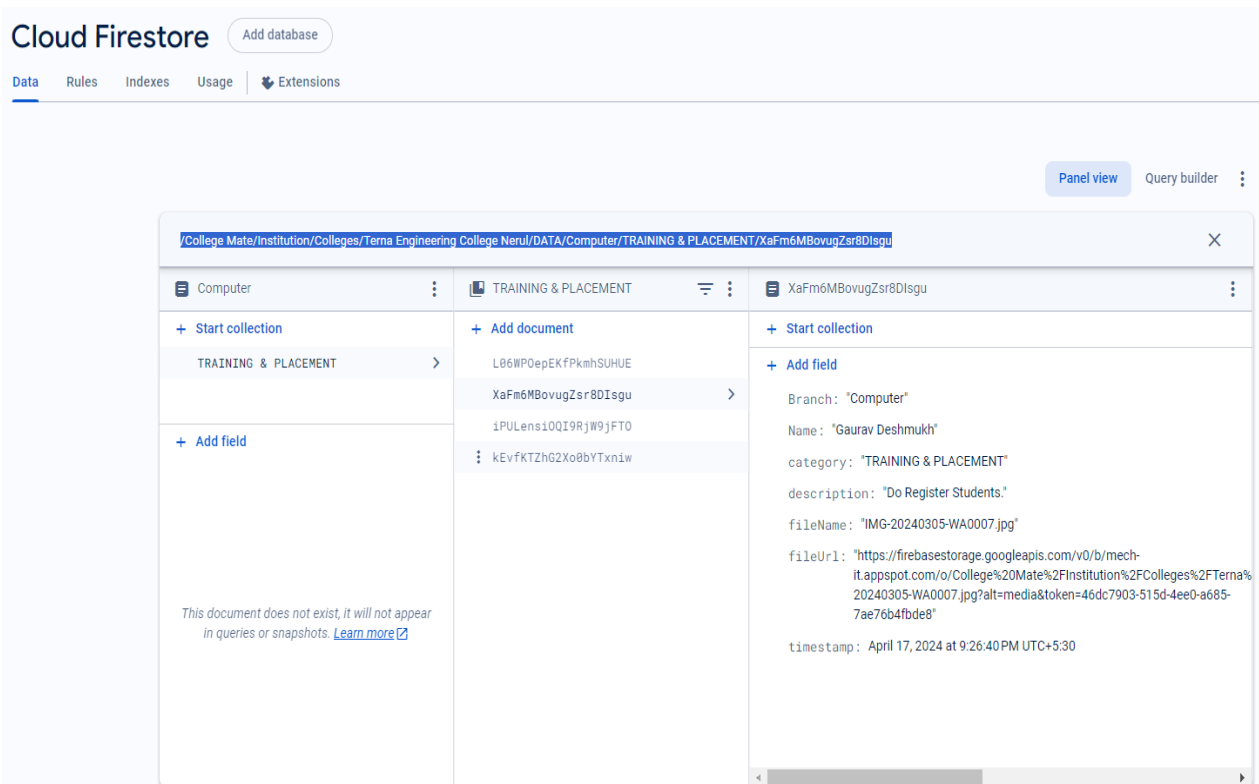 Cloud Firestore
Add database
Data Rules Indexes Usage Extensions
Panel view Query builder
/College Mate/Institution/Colleges/Terna Engineering College Nerul/DATA/Computer/TRAINING & PLACEMENT/XaFm6MBovugZsr8DIsgu
Computer
+ Start collection
TRAINING & PLACEMENT
+ Add field
This document does not exist, it will not appear
in queries or snapshots. Learn more
TRAINING & PLACEMENT
+ Add document
L06WPOepEKfPkmhSUHUE
XaFm6MBovugZsr8DIsgu
iPULensiOQI9RjW9jFTO
kEvfKTZhG2Xo0bYTxniw
XaFm6MBovugZsr8DIsgu
+ Start collection
+ Add field
Branch: "Computer"
Name: "Gaurav Deshmukh"
category: "TRAINING & PLACEMENT"
description: "Do Register Students."
fileName: "IMG-20240305-WA0007.jpg"
fileUrl: "https://firebasestorage.googleapis.com/v0/b/mech-
it.appspot.com/o/College%20Mate%2FInstitution%2FColleges%2FTerna%
20240305-WA0007.jpg?alt=media&token=46dc7903-515d-4ee0-a685-
7ae76b4fbde8"
timestamp: April 17, 2024 at 9:26:40 PM UTC+5:30